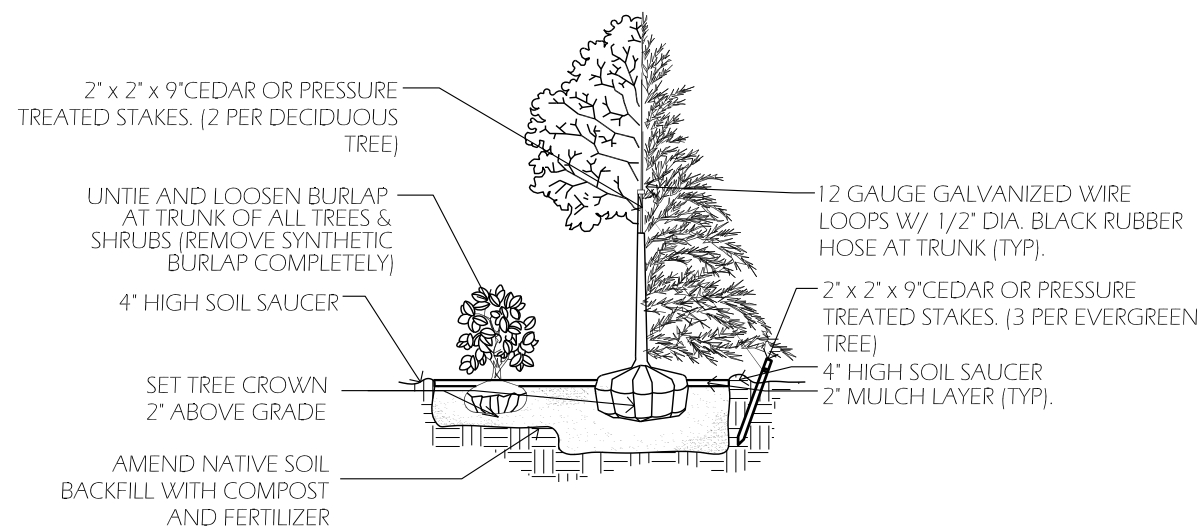 2" x 2" x 9"CEDAR OR PRESSURE
TREATED STAKES. (2 PER DECIDUOUS
TREE)
UNTIE AND LOOSEN BURLAP
AT TRUNK OF ALL TREES &
SHRUBS (REMOVE SYNTHETIC
BURLAP COMPLETELY)
4" HIGH SOIL SAUCER
SET TREE CROWN
2" ABOVE GRADE
AMEND NATIVE SOIL
BACKFILL WITH COMPOST
AND FERTILIZER
12 GAUGE GALVANIZED WIRE
LOOPS W/ 1/2" DIA. BLACK RUBBER
HOSE AT TRUNK (TYP).
2" x 2" x 9"CEDAR OR PRESSURE
TREATED STAKES. (3 PER EVERGREEN
TREE)
4" HIGH SOIL SAUCER
2" MULCH LAYER (TYP).